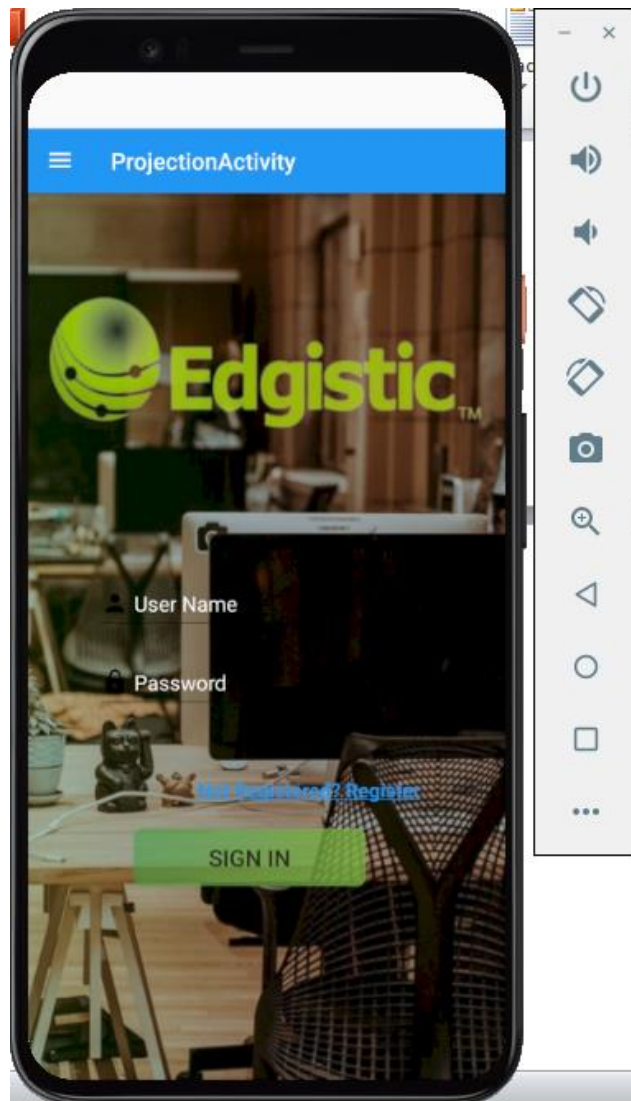 ProjectionActivity
Edgistic
TM
User Name
Password
Not Registered? Register
SIGN IN